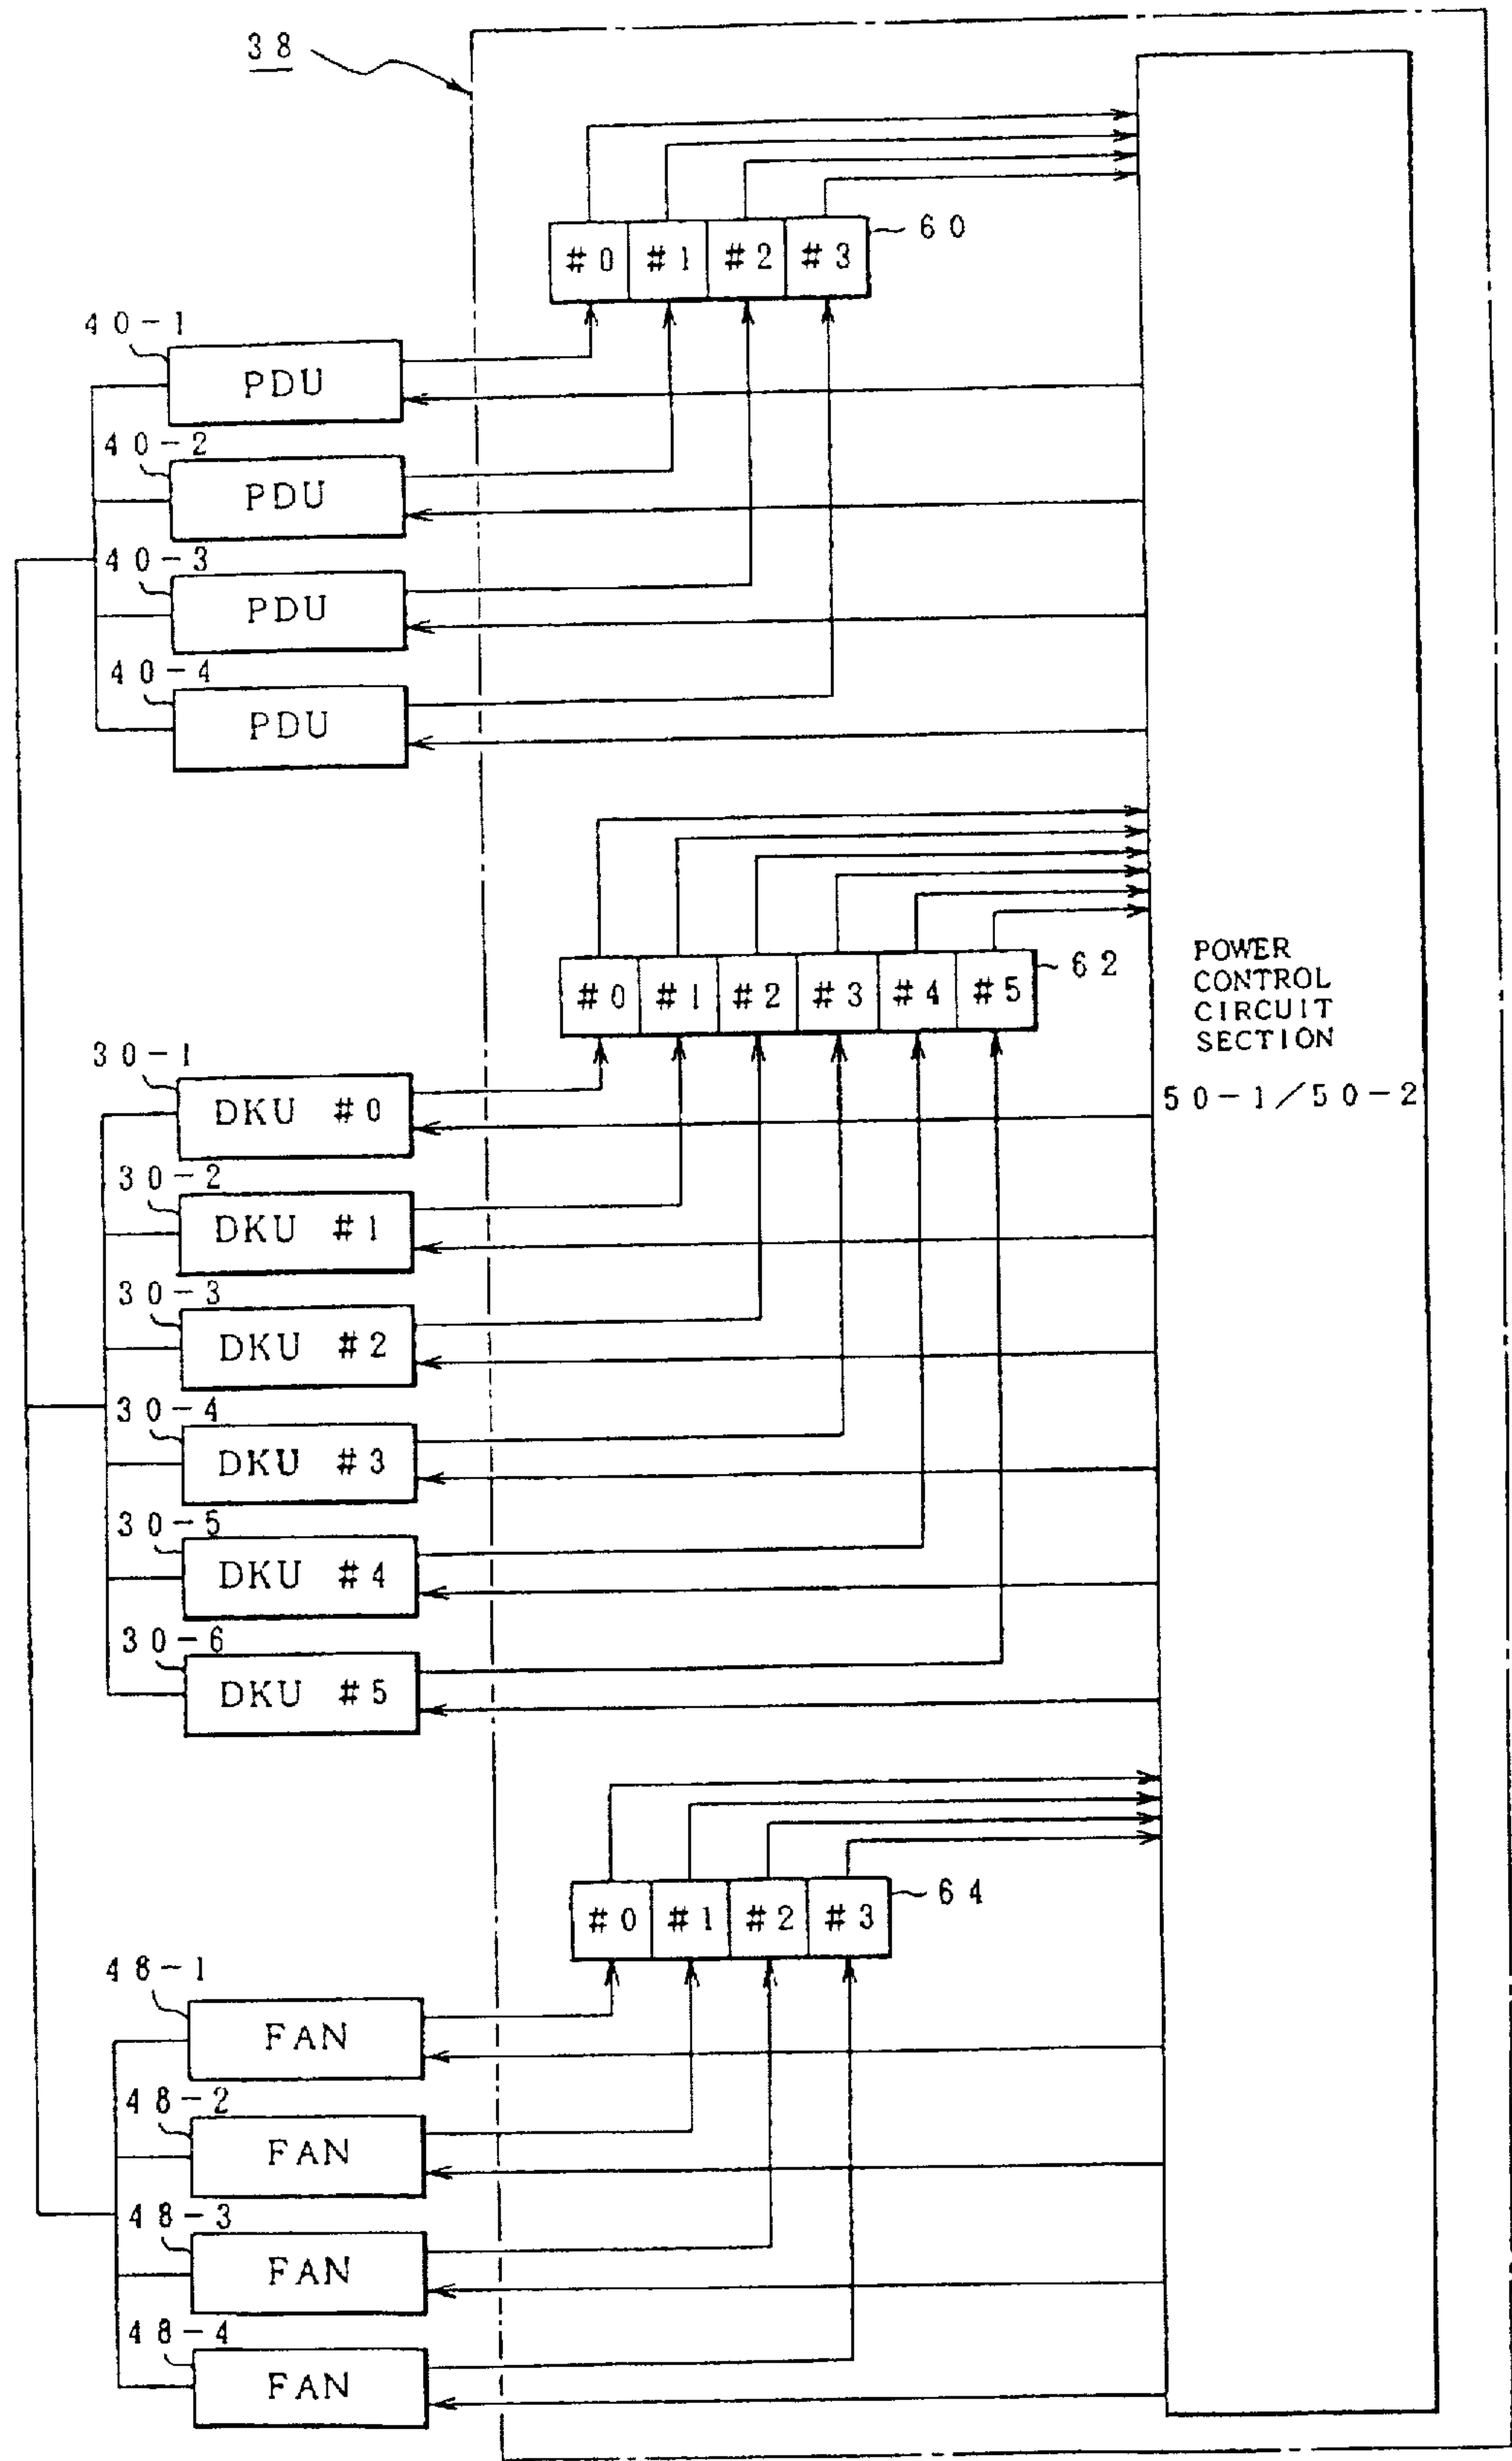 38
#0 #1 #2 #3 60
40-1
PDU
40-2
PDU
40-3
PDU
40-4
PDU
#0 #1 #2 #3 #4 #5 62
POWER
CONTROL
CIRCUIT
SECTION
50-1/50-2
30-1
DKU #0
30-2
DKU #1
30-3
DKU #2
30-4
DKU #3
30-5
DKU #4
30-6
DKU #5
#0 #1 #2 #3 64
48-1
FAN
48-2
FAN
48-3
FAN
48-4
FAN